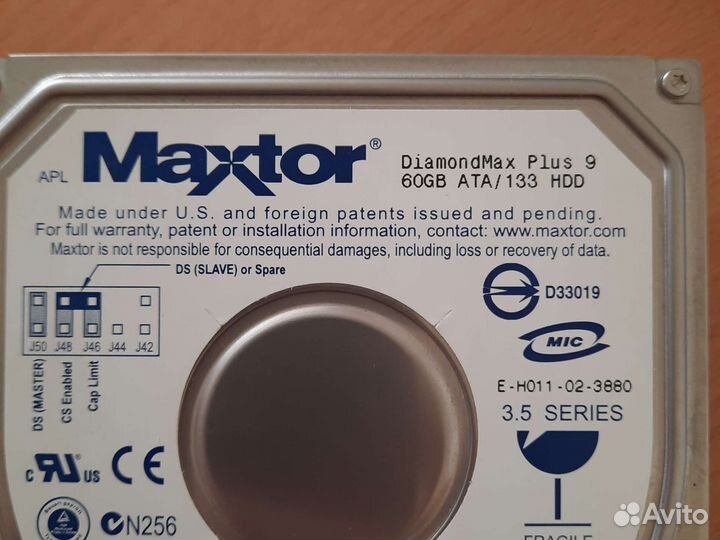 APL Maxtor®
DiamondMax Plus 9
60GB ATA/133 HDD
Made under U.S. and foreign patents issued and pending.
For full warranty, patent or installation information, contact: www.maxtor.com
Maxtor is not responsible for consequential damages, including loss or recovery of data.
DS (SLAVE) or Spare
J50 J48 J46 J44 J42
DS (MASTER)
CS Enabled
Cap Limit
D33019
MIC
E-H011-02-3880
3.5 SERIES
c RU us CE
N256
FRAGILE
Avito